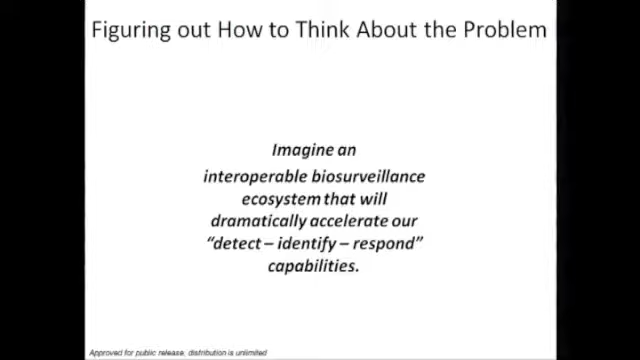 Figuring out How to Think About the Problem
Imagine an
interoperable biosurveillance
ecosystem that will
dramatically accelerate our
“detect – identify – respond”
capabilities.
Approved for public release; distribution is unlimited